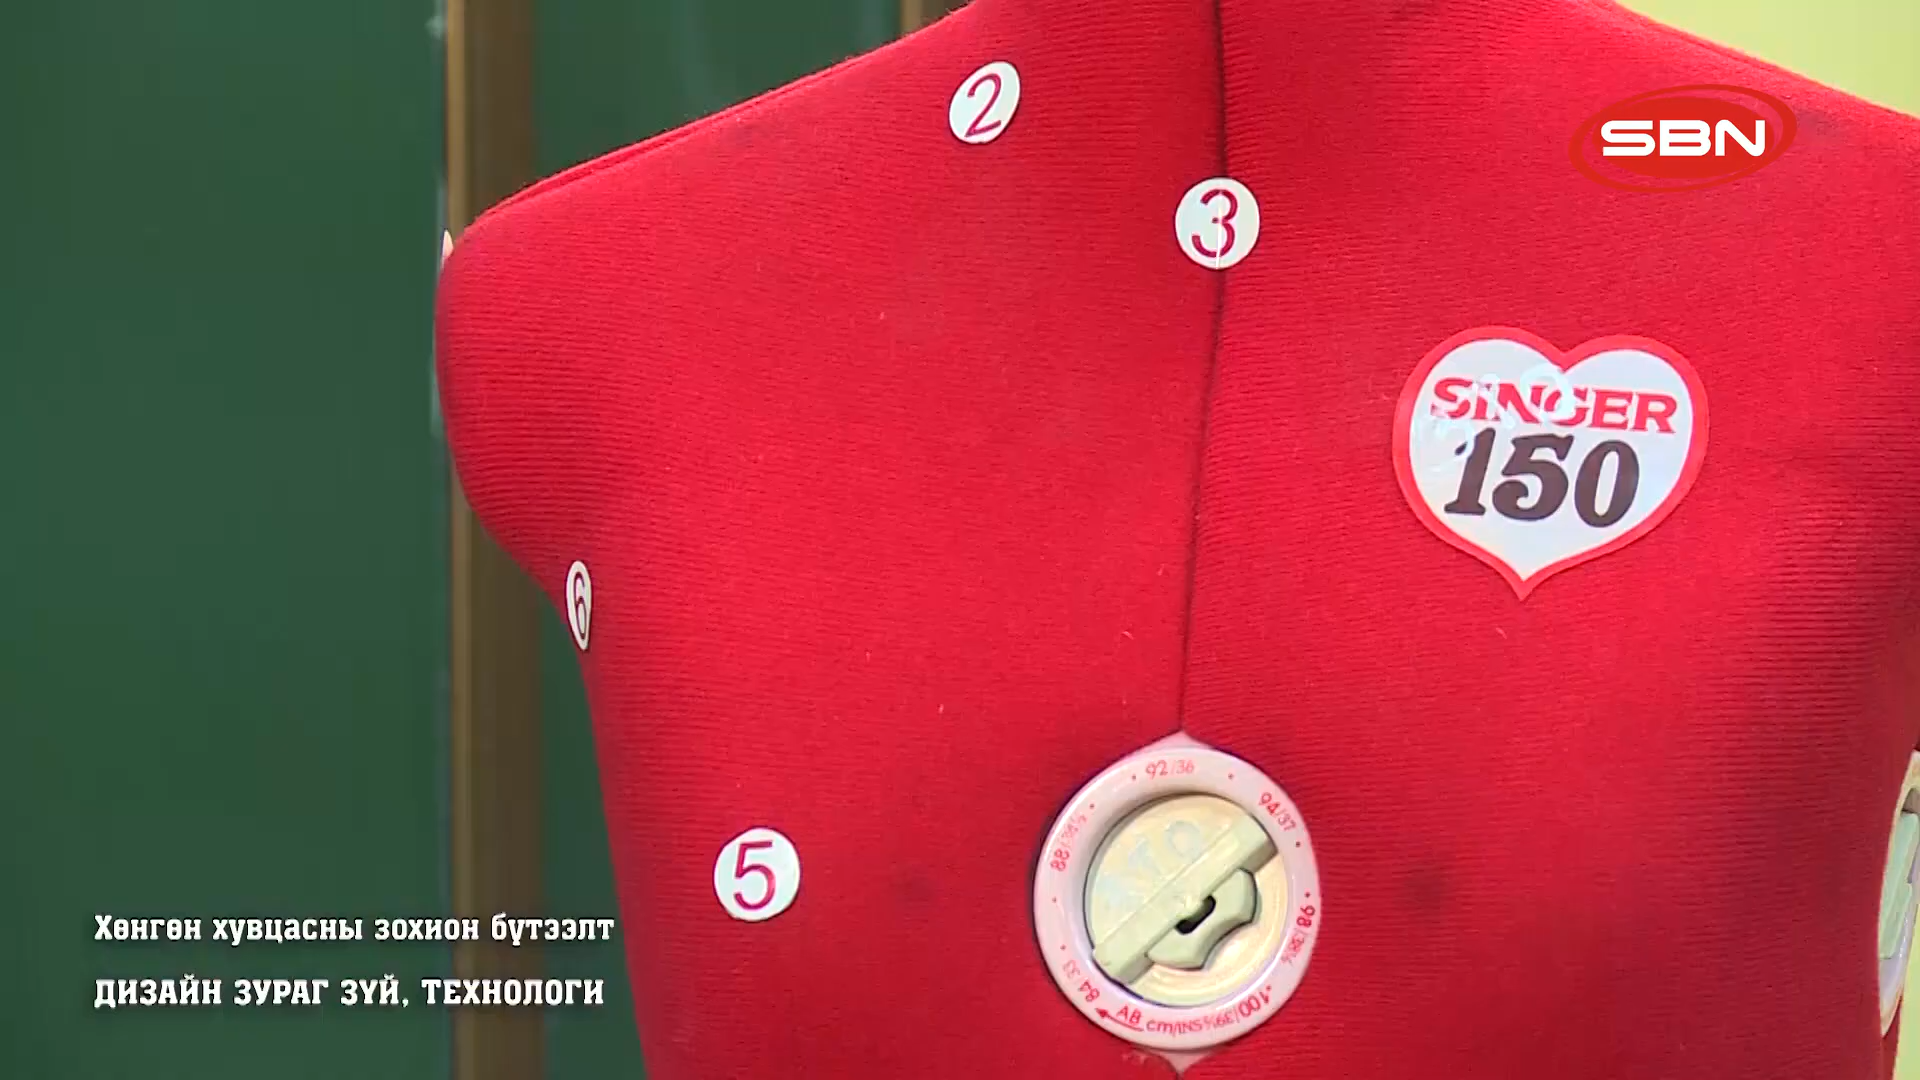 2
SBN
3
SINGER
150
6
92/36
94/37
88/34½
5
98/38½
84/33
100/39½
AB cm/INS
Хөнгөн хувцасны зохион бүтээлт
ДИЗАЙН ЗУРАГ ЗҮЙ, ТЕХНОЛОГИ